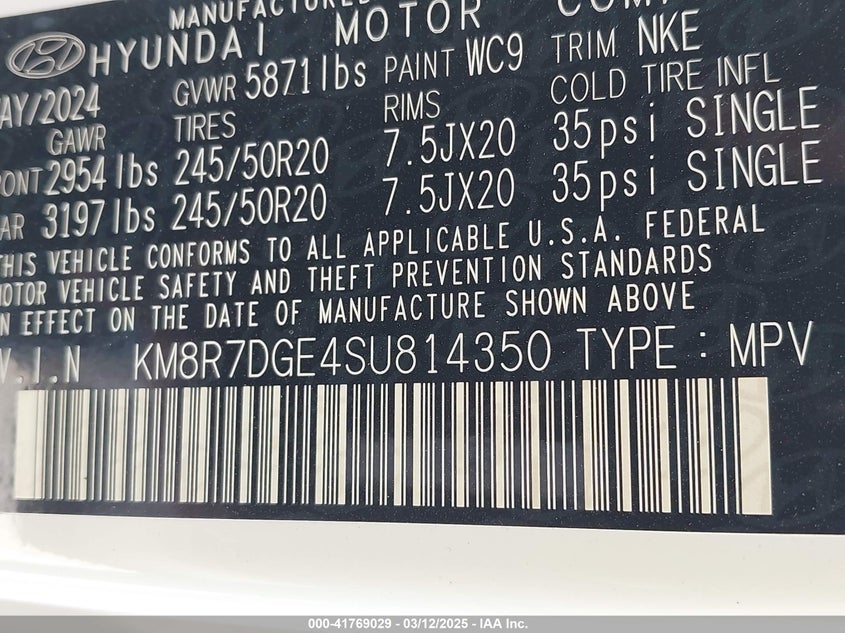 MANUFACTURED
HYUNDAI MOTOR
AY/2024 GVWR 5871lbs PAINT WC9 TRIM NKE
GAWR TIRES RIMS COLD TIRE INFL
RONT 2954 lbs 245/50R20 7.5JX20 35psi SINGLE
AR 3197 lbs 245/50R20 7.5JX20 35psi SINGLE
THIS VEHICLE CONFORMS TO ALL APPLICABLE U.S.A. FEDERAL
MOTOR VEHICLE SAFETY AND THEFT PREVENTION STANDARDS
N EFFECT ON THE DATE OF MANUFACTURE SHOWN ABOVE
V.I.N KM8R7DGE4SU814350 TYPE : MPV
000-41769029 — 03/12/2025 — IAA Inc.